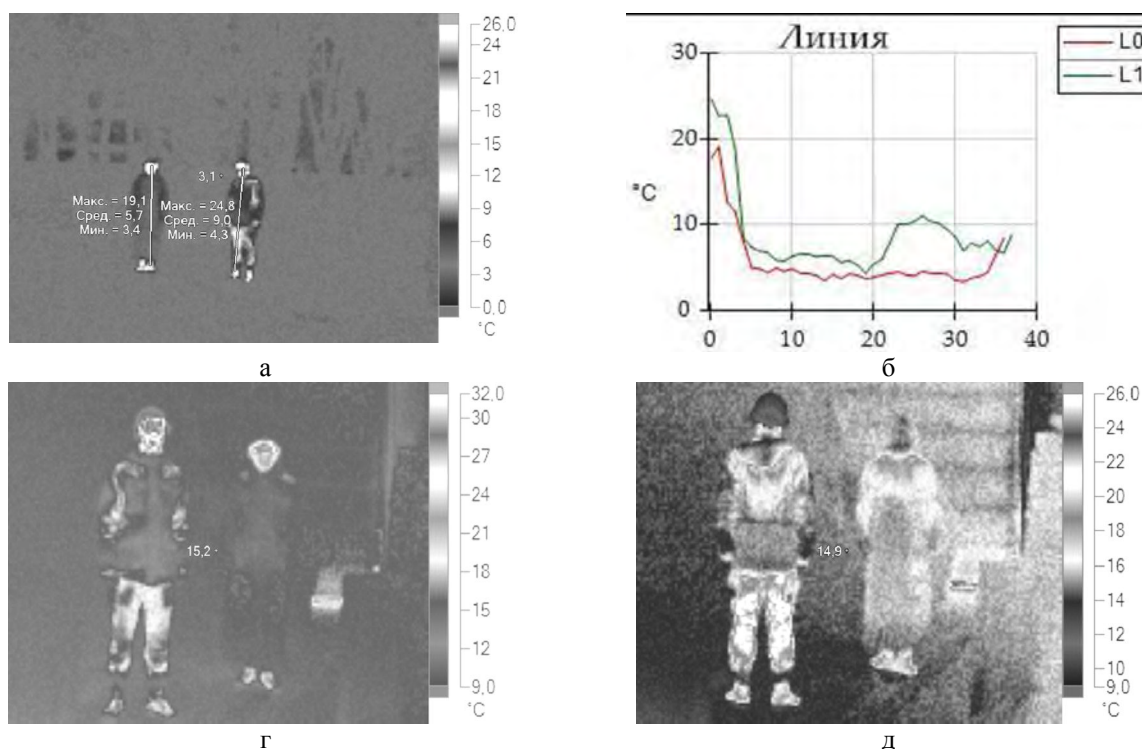 26,0
24
21
18
15
12
9
6
3
0,0
°C
3,1
Макс. = 19,1
Сред. = 5,7
Мин. = 3,4
Макс. = 24,8
Сред. = 9,0
Мин. = 4,3
а
Линия
L0
L1
30
20
10
0
°C
0 10 20 30 40
б
32,0
30
27
24
21
18
15
12
9,0
°C
15,2
г
26,0
24
22
20
18
16
14
12
10
9,0
°C
14,9
д